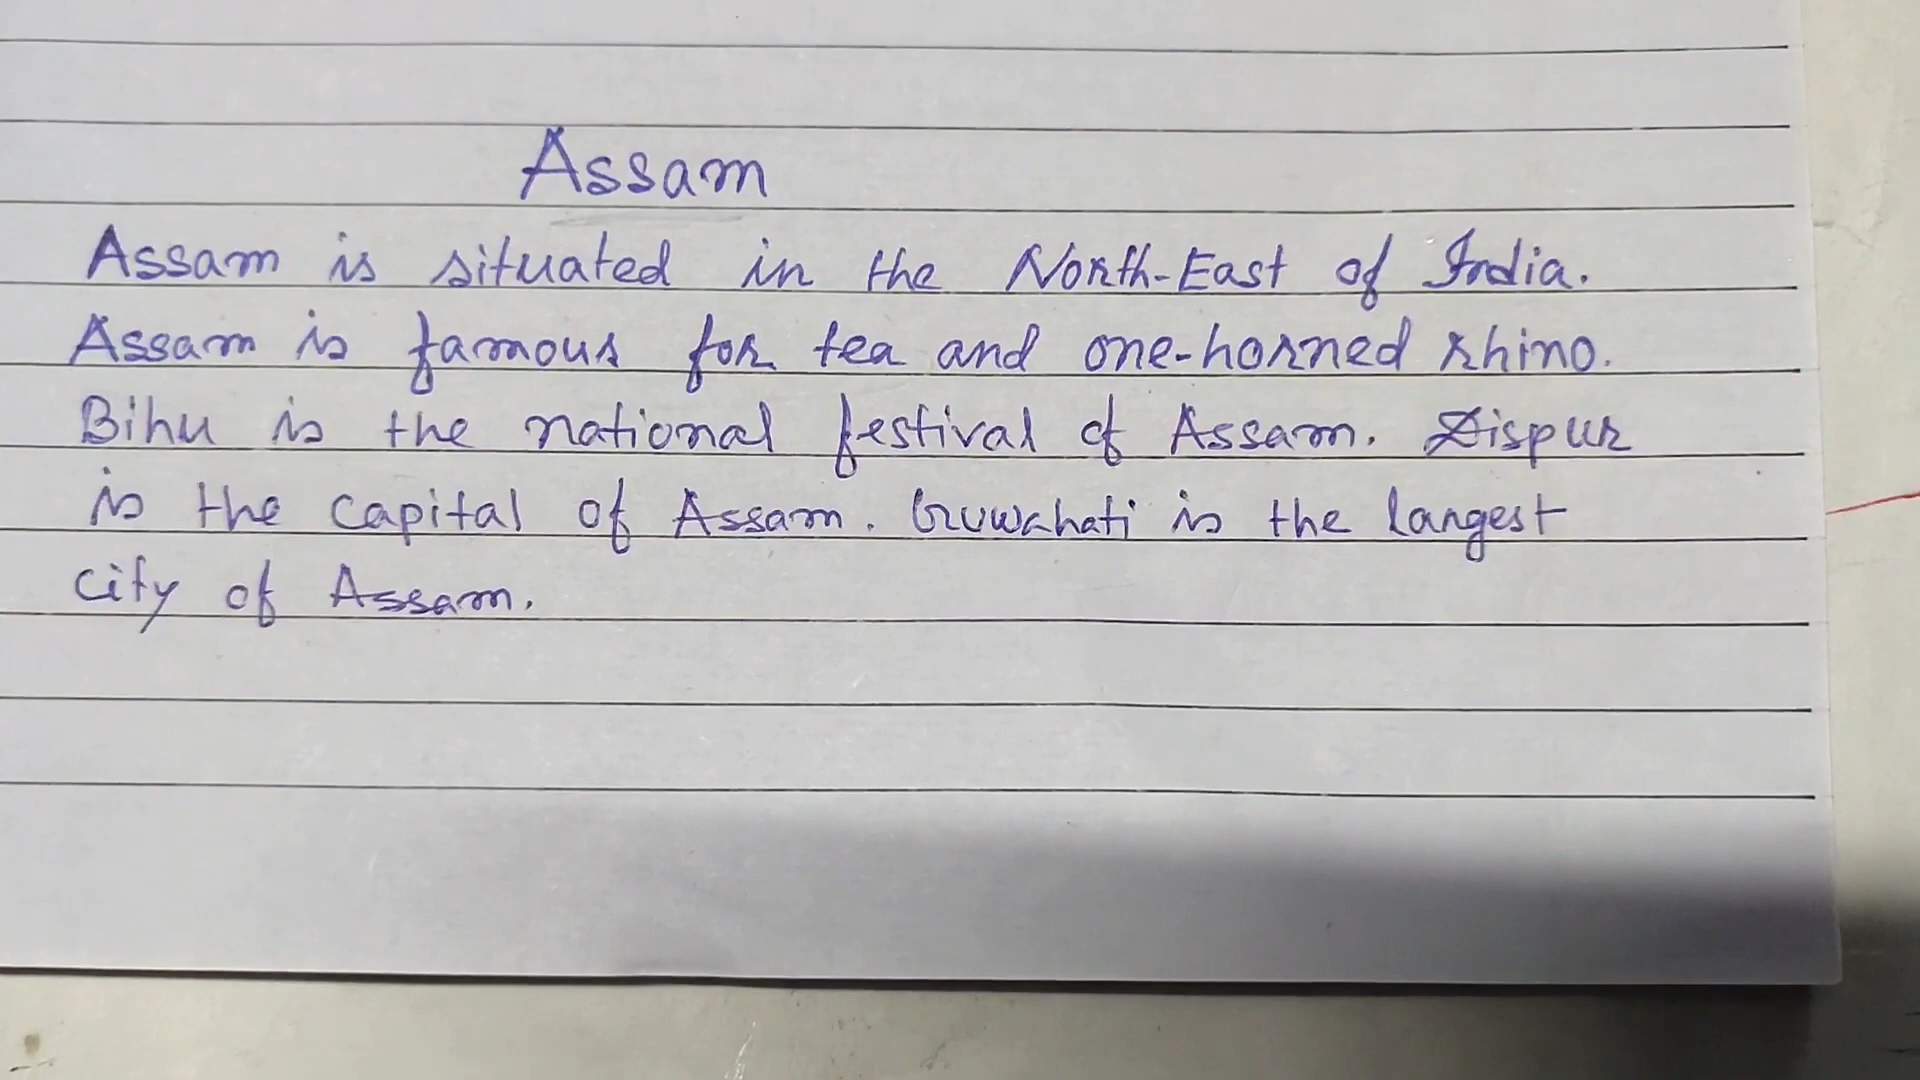 Assam
Assam is situated in the North-East of India.
Assam is famous for tea and one-horned rhino.
Bihu is the national festival of Assam. Dispur
is the capital of Assam. Guwahati is the largest
city of Assam.